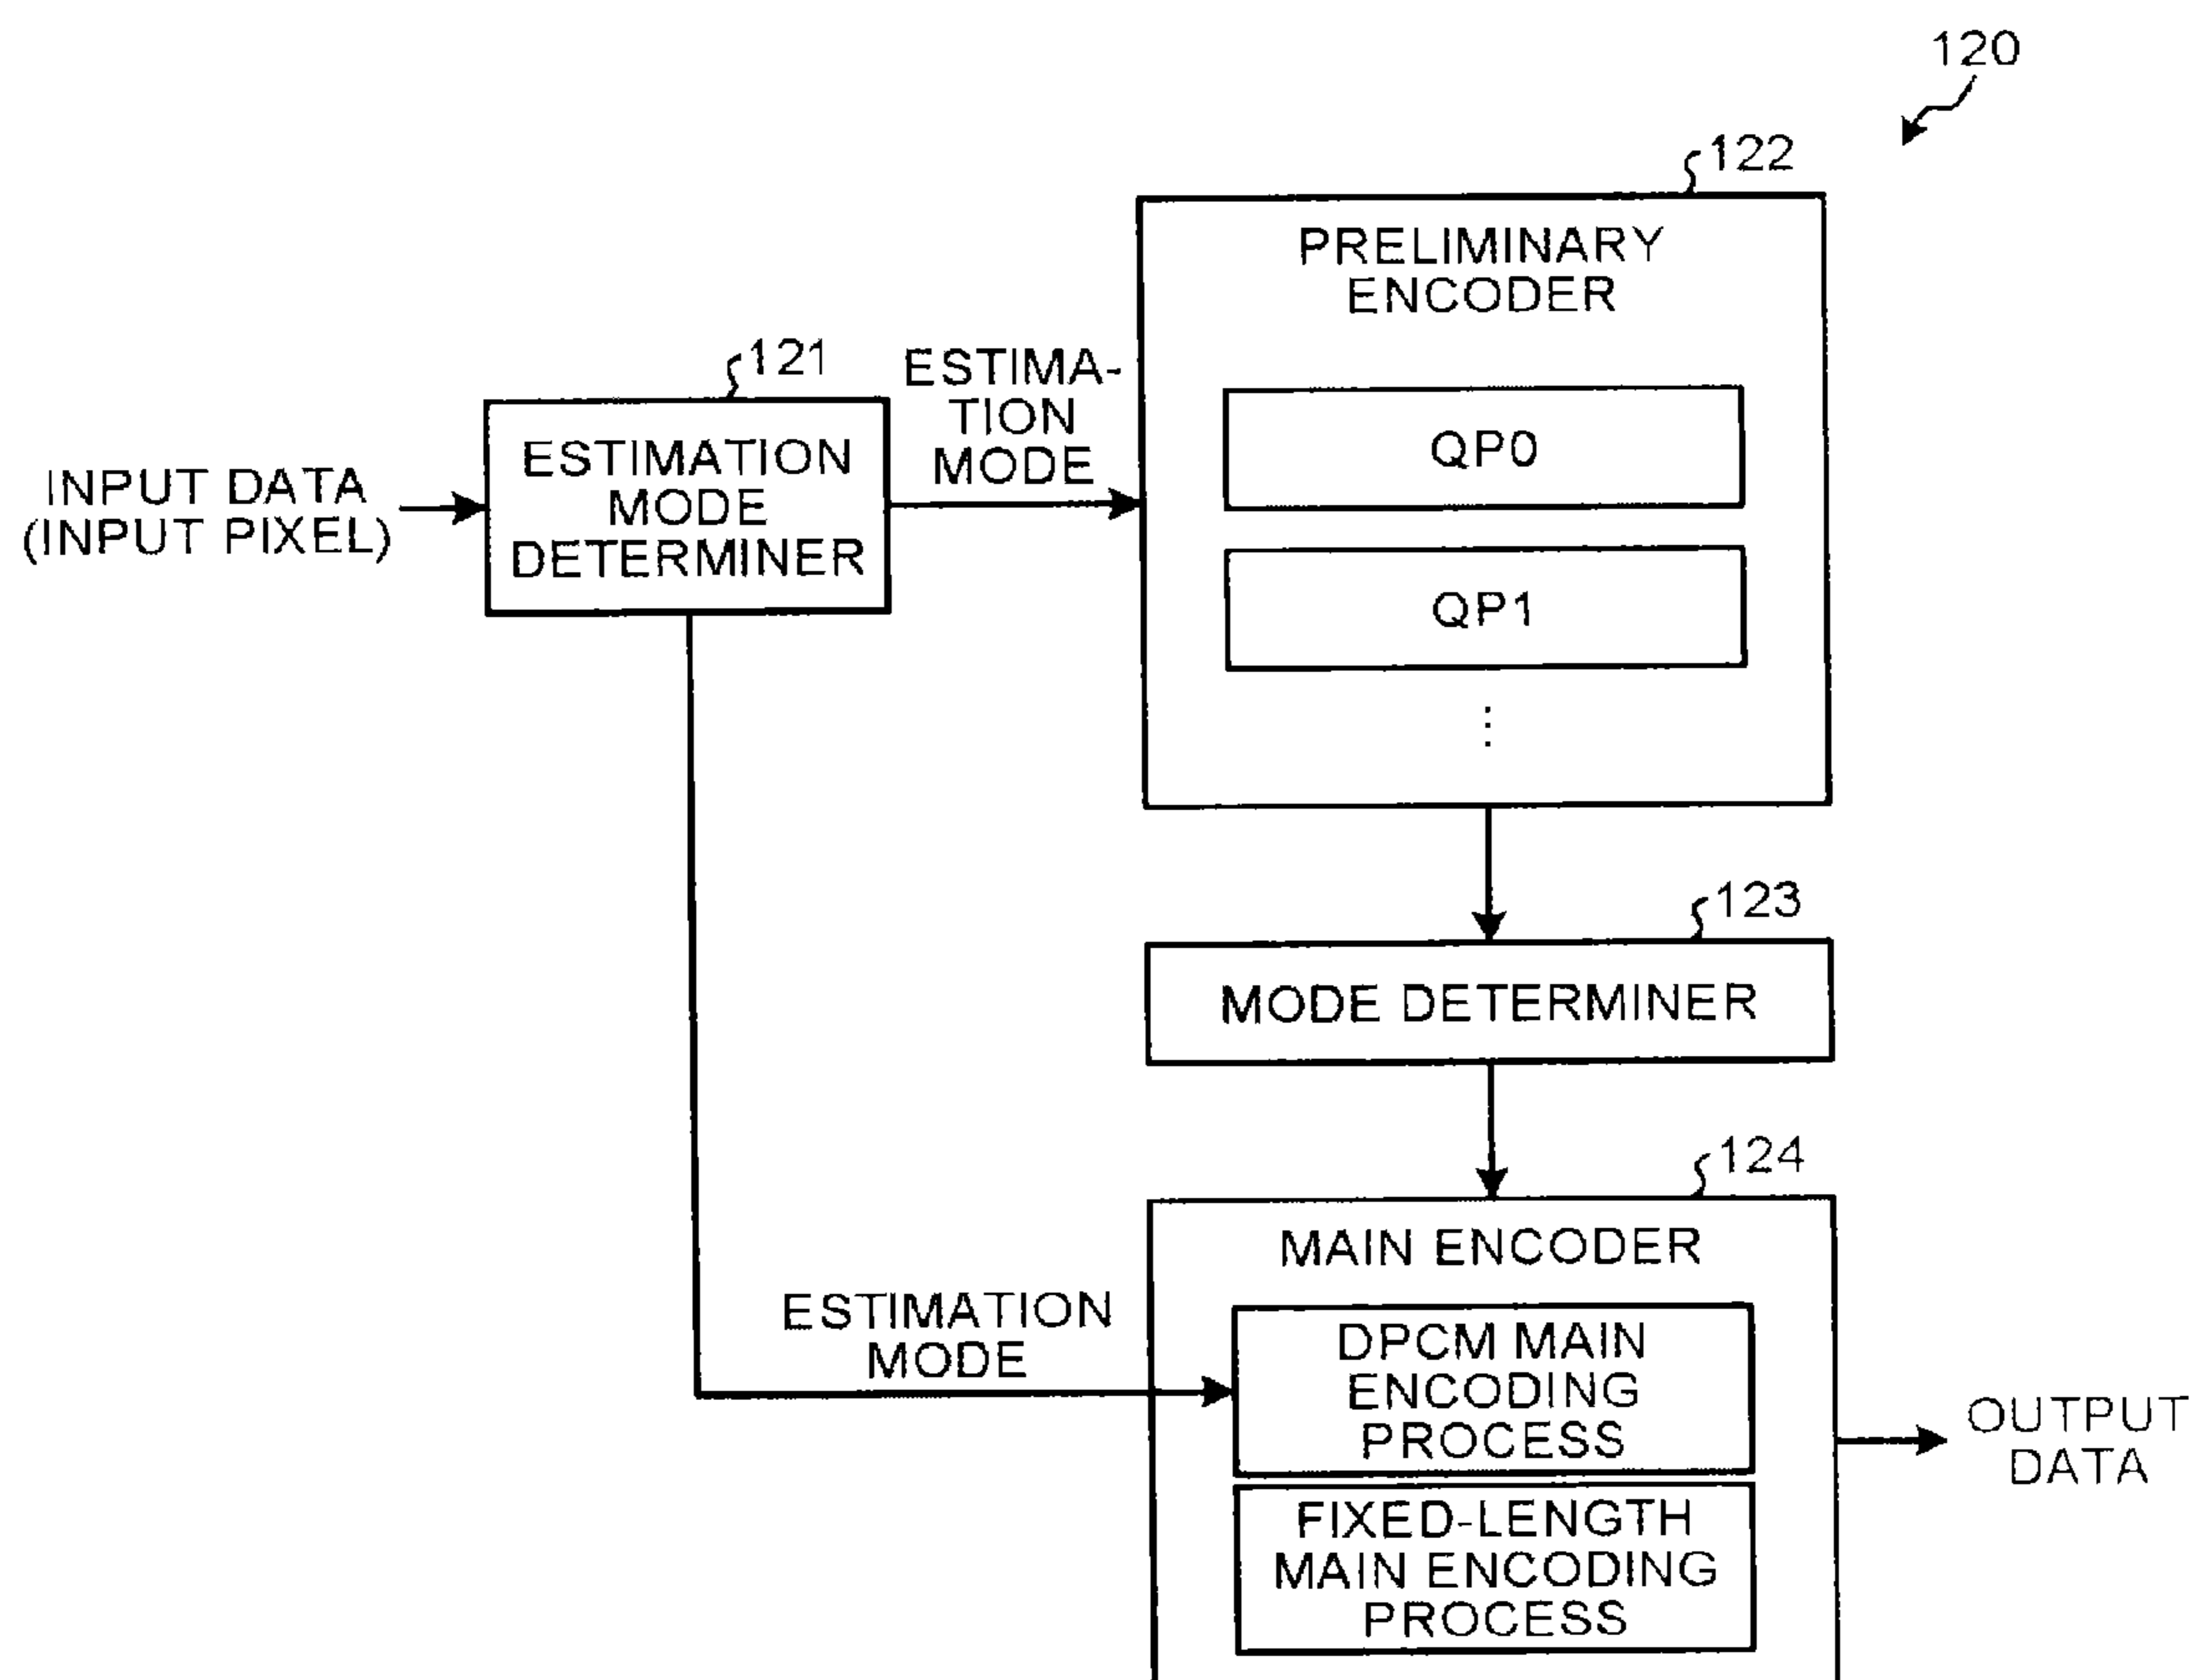 120
122
PRELIMINARY
ENCODER
121
ESTIMA-
TION
MODE
QP0
ESTIMATION
MODE
DETERMINER
INPUT DATA
(INPUT PIXEL)
QP1
123
MODE DETERMINER
124
MAIN ENCODER
ESTIMATION
MODE
DPCM MAIN
ENCODING
PROCESS
OUTPUT
DATA
FIXED-LENGTH
MAIN ENCODING
PROCESS